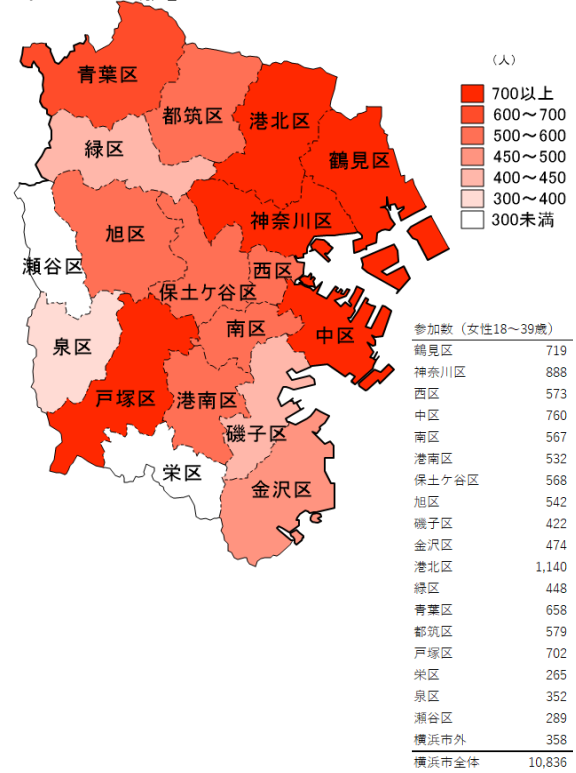 （人）
700以上
600～700
500～600
450～500
400～450
300～400
300未満
青葉区
都筑区
港北区
緑区
鶴見区
神奈川区
旭区
瀬谷区
西区
保土ケ谷区
南区
中区
泉区
戸塚区
港南区
磯子区
栄区
金沢区
参加数（女性18～39歳）
鶴見区 719
神奈川区 888
西区 573
中区 760
南区 567
港南区 532
保土ケ谷区 568
旭区 542
磯子区 422
金沢区 474
港北区 1,140
緑区 448
青葉区 658
都筑区 579
戸塚区 702
栄区 265
泉区 352
瀬谷区 289
横浜市外 358
横浜市全体 10,836